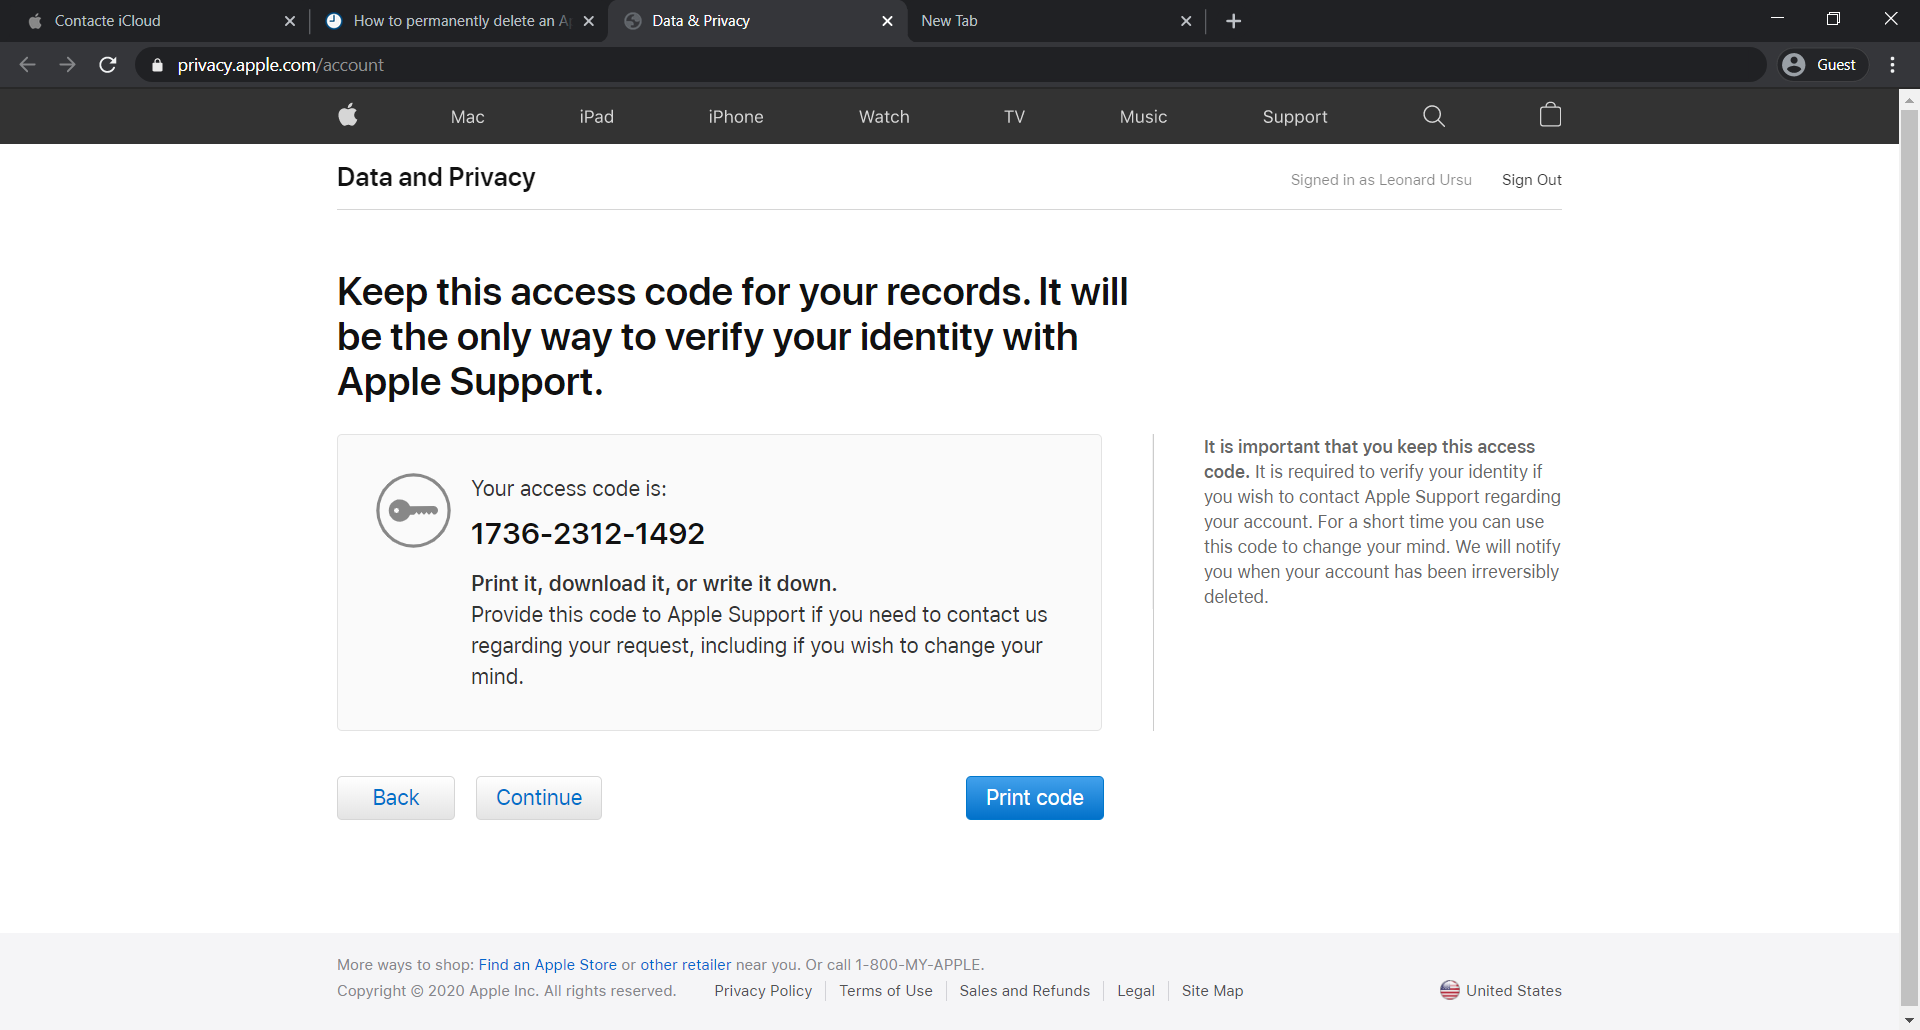 Contacte iCloud
How to permanently delete an A
Data & Privacy
New Tab
privacy.apple.com/account
Guest
Mac
iPad
iPhone
Watch
TV
Music
Support
Data and Privacy
Signed in as Leonard Ursu
Sign Out
Keep this access code for your records. It will
be the only way to verify your identity with
Apple Support.
Your access code is:
1736-2312-1492
Print it, download it, or write it down.
Provide this code to Apple Support if you need to contact us
regarding your request, including if you wish to change your
mind.
It is important that you keep this access
code. It is required to verify your identity if
you wish to contact Apple Support regarding
your account. For a short time you can use
this code to change your mind. We will notify
you when your account has been irreversibly
deleted.
Back
Continue
Print code
More ways to shop: Find an Apple Store or other retailer near you. Or call 1-800-MY-APPLE.
Copyright © 2020 Apple Inc. All rights reserved.
Privacy Policy
Terms of Use
Sales and Refunds
Legal
Site Map
United States